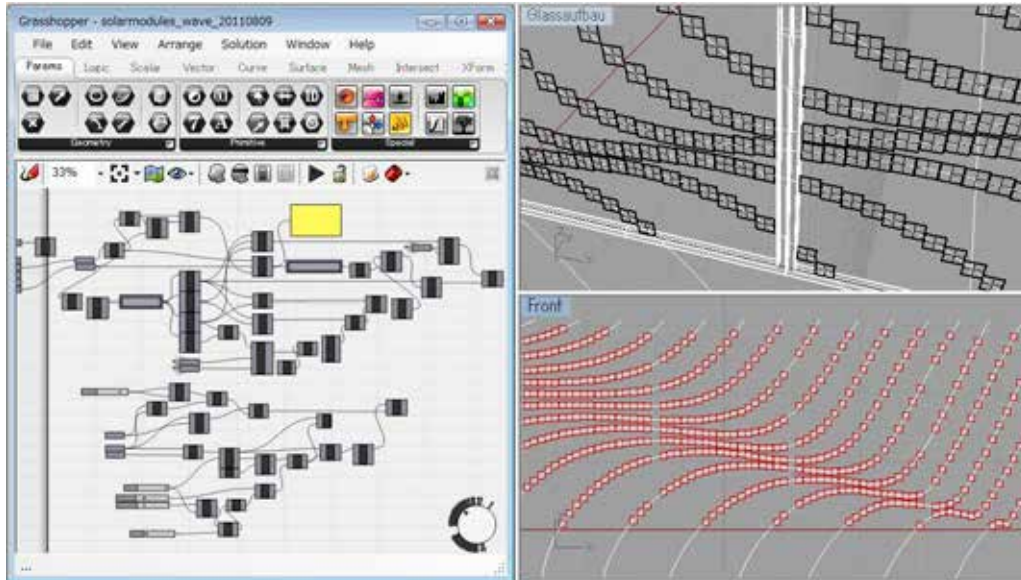 Grasshopper - solarmodules_wave_20110809
File Edit View Arrange Solution Window Help
Params Logic Scalar Vector Curve Surface Mesh Intersect XForm
Geometry Primitive Special
33%
...
Glassaufbau
Front